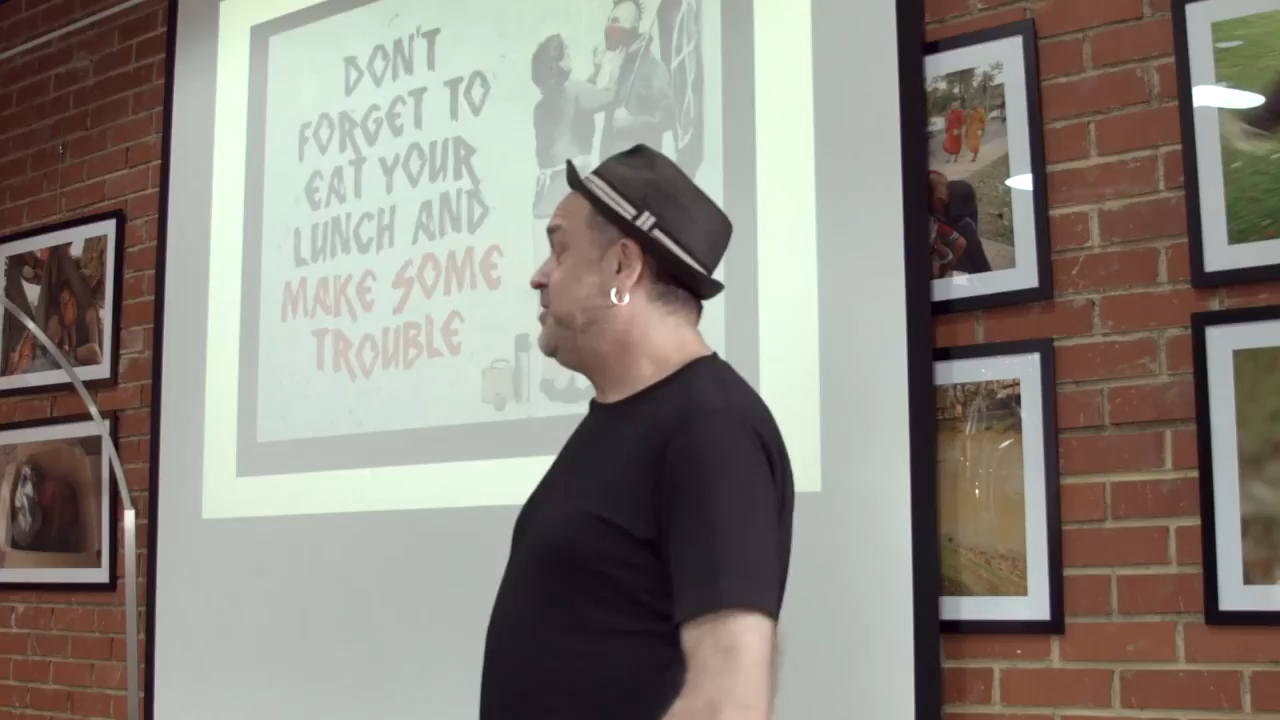 DON'T
FORGET TO
EAT YOUR
LUNCH AND
MAKE SOME
TROUBLE